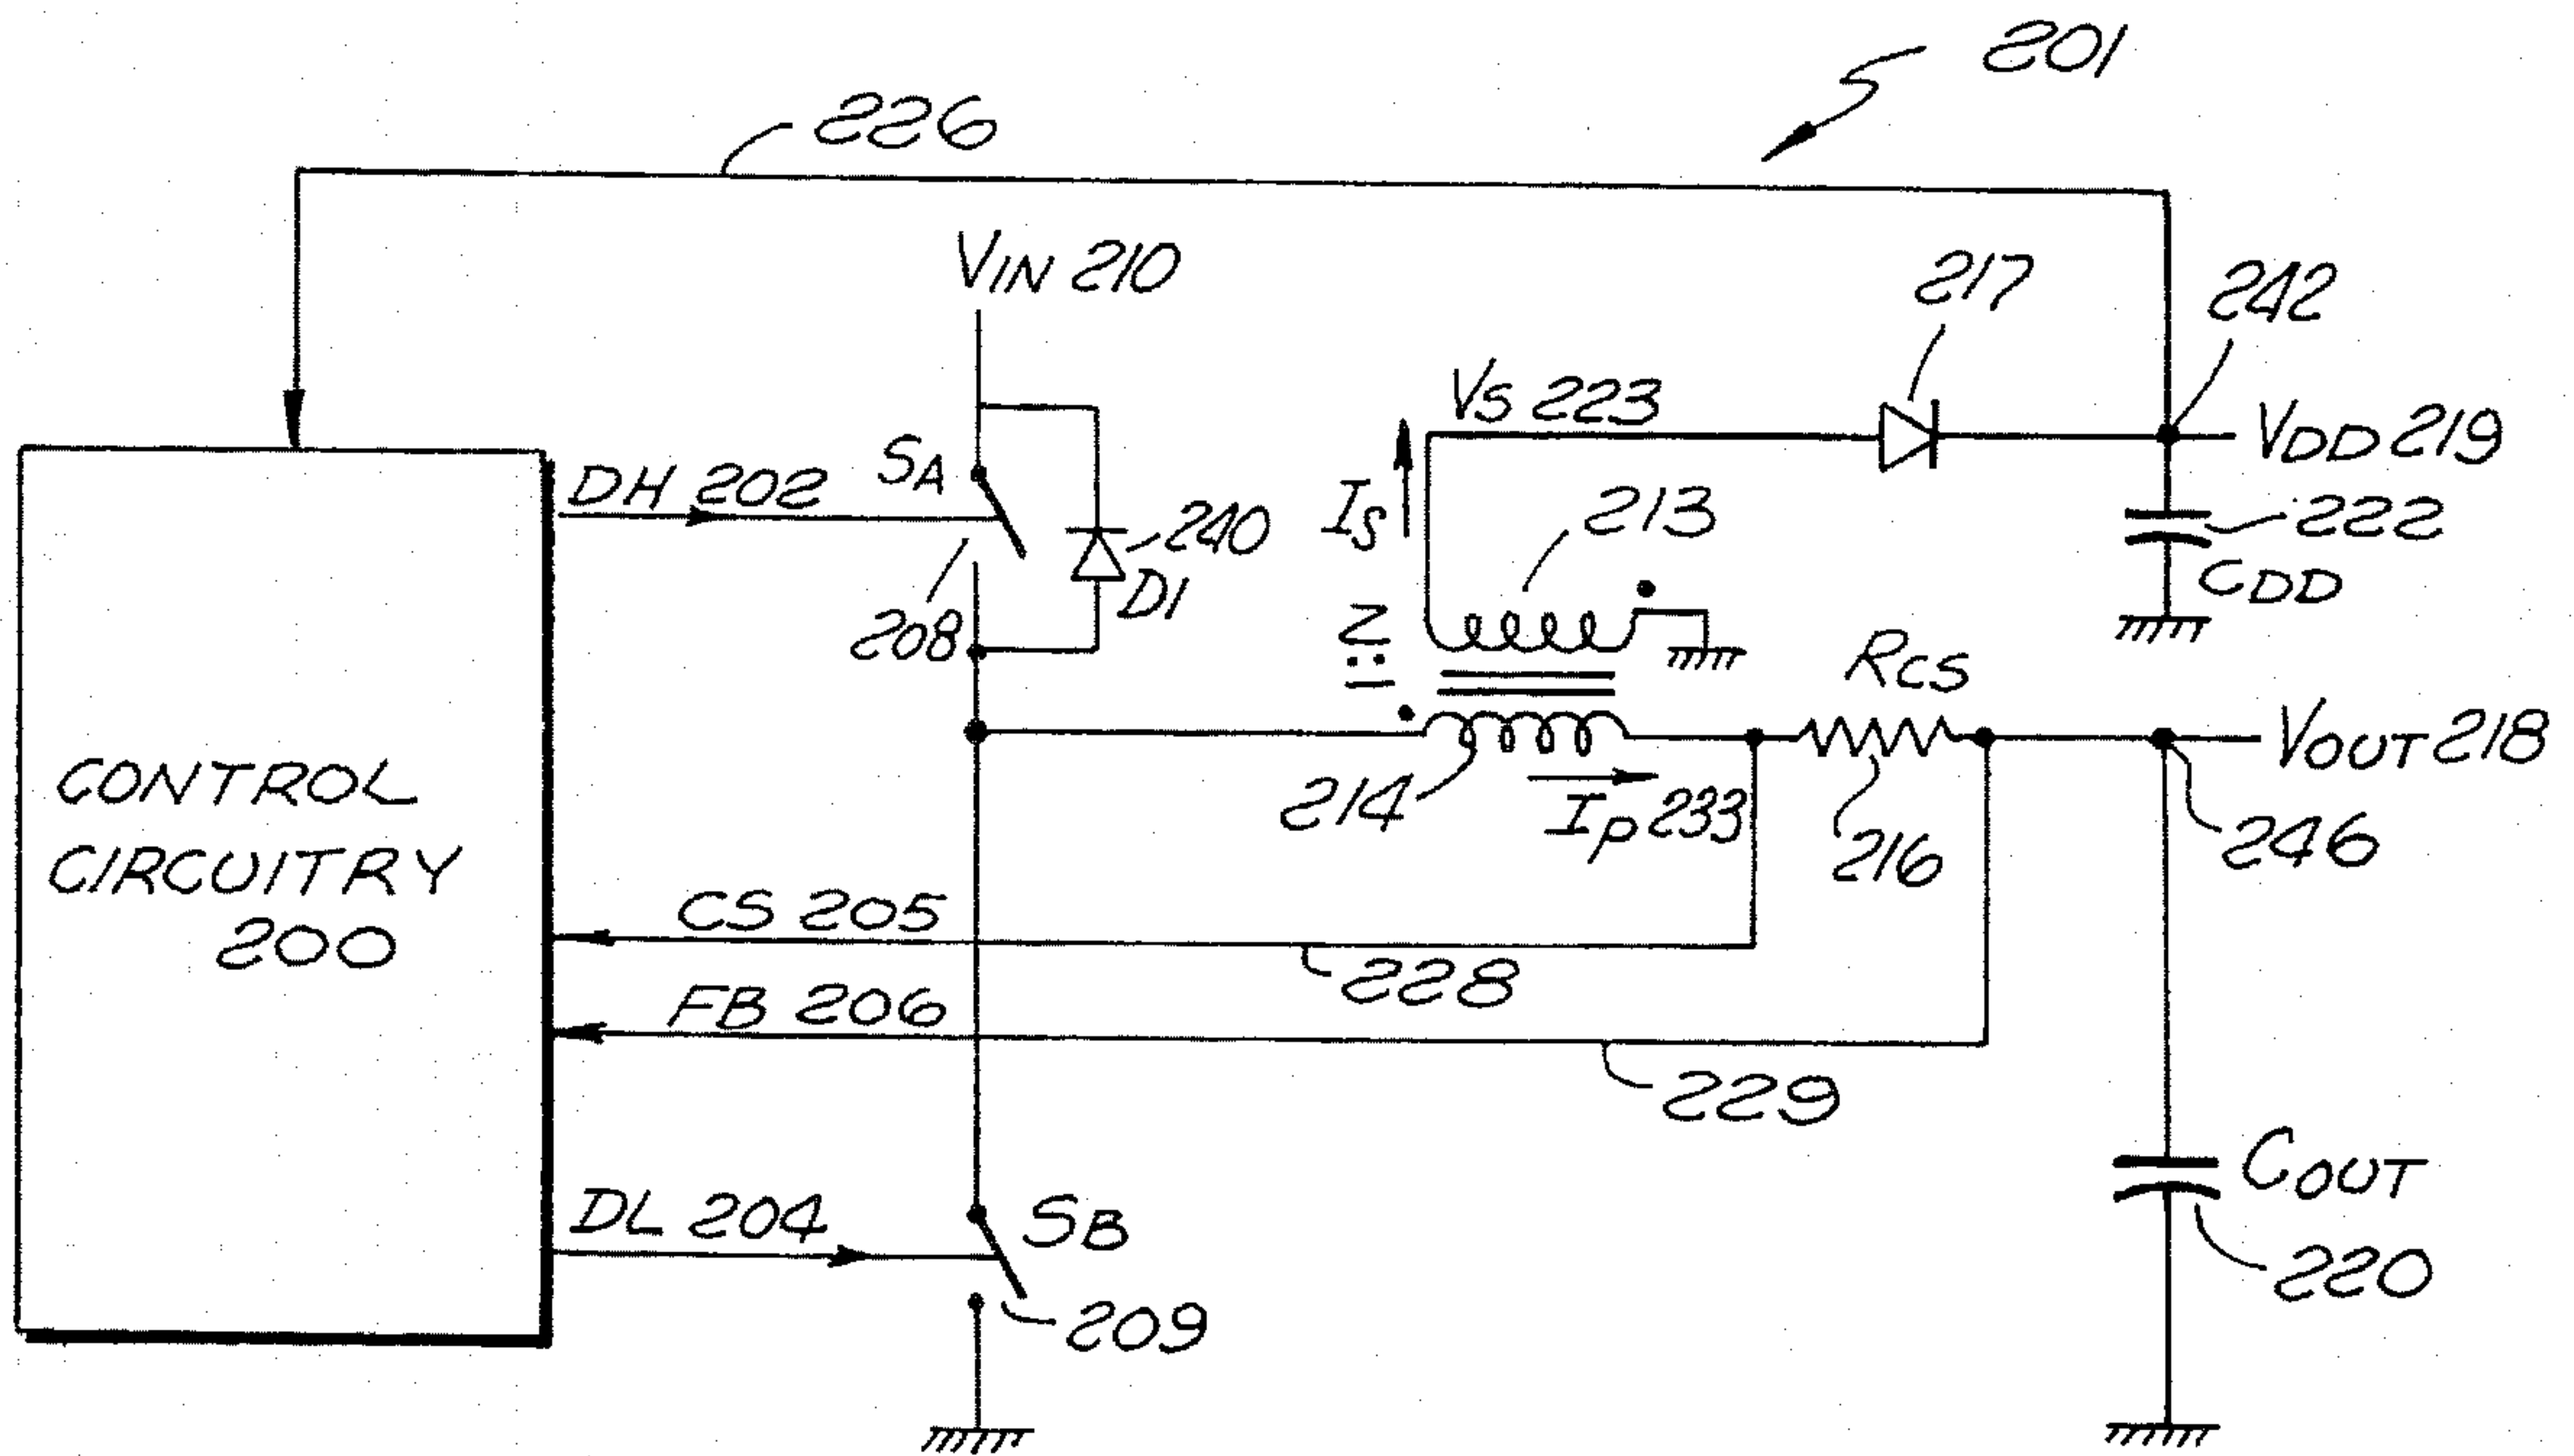 201
226
VIN 210
217
242
VS 223
VDD 219
SA
DH 202
IS
213
240
222
D1
CDD
208
1:N
RCS
VOUT 218
214
IP 233
216
246
CONTROL
CIRCUITRY
200
CS 205
228
FB 206
229
COUT
DL 204
SB
220
209